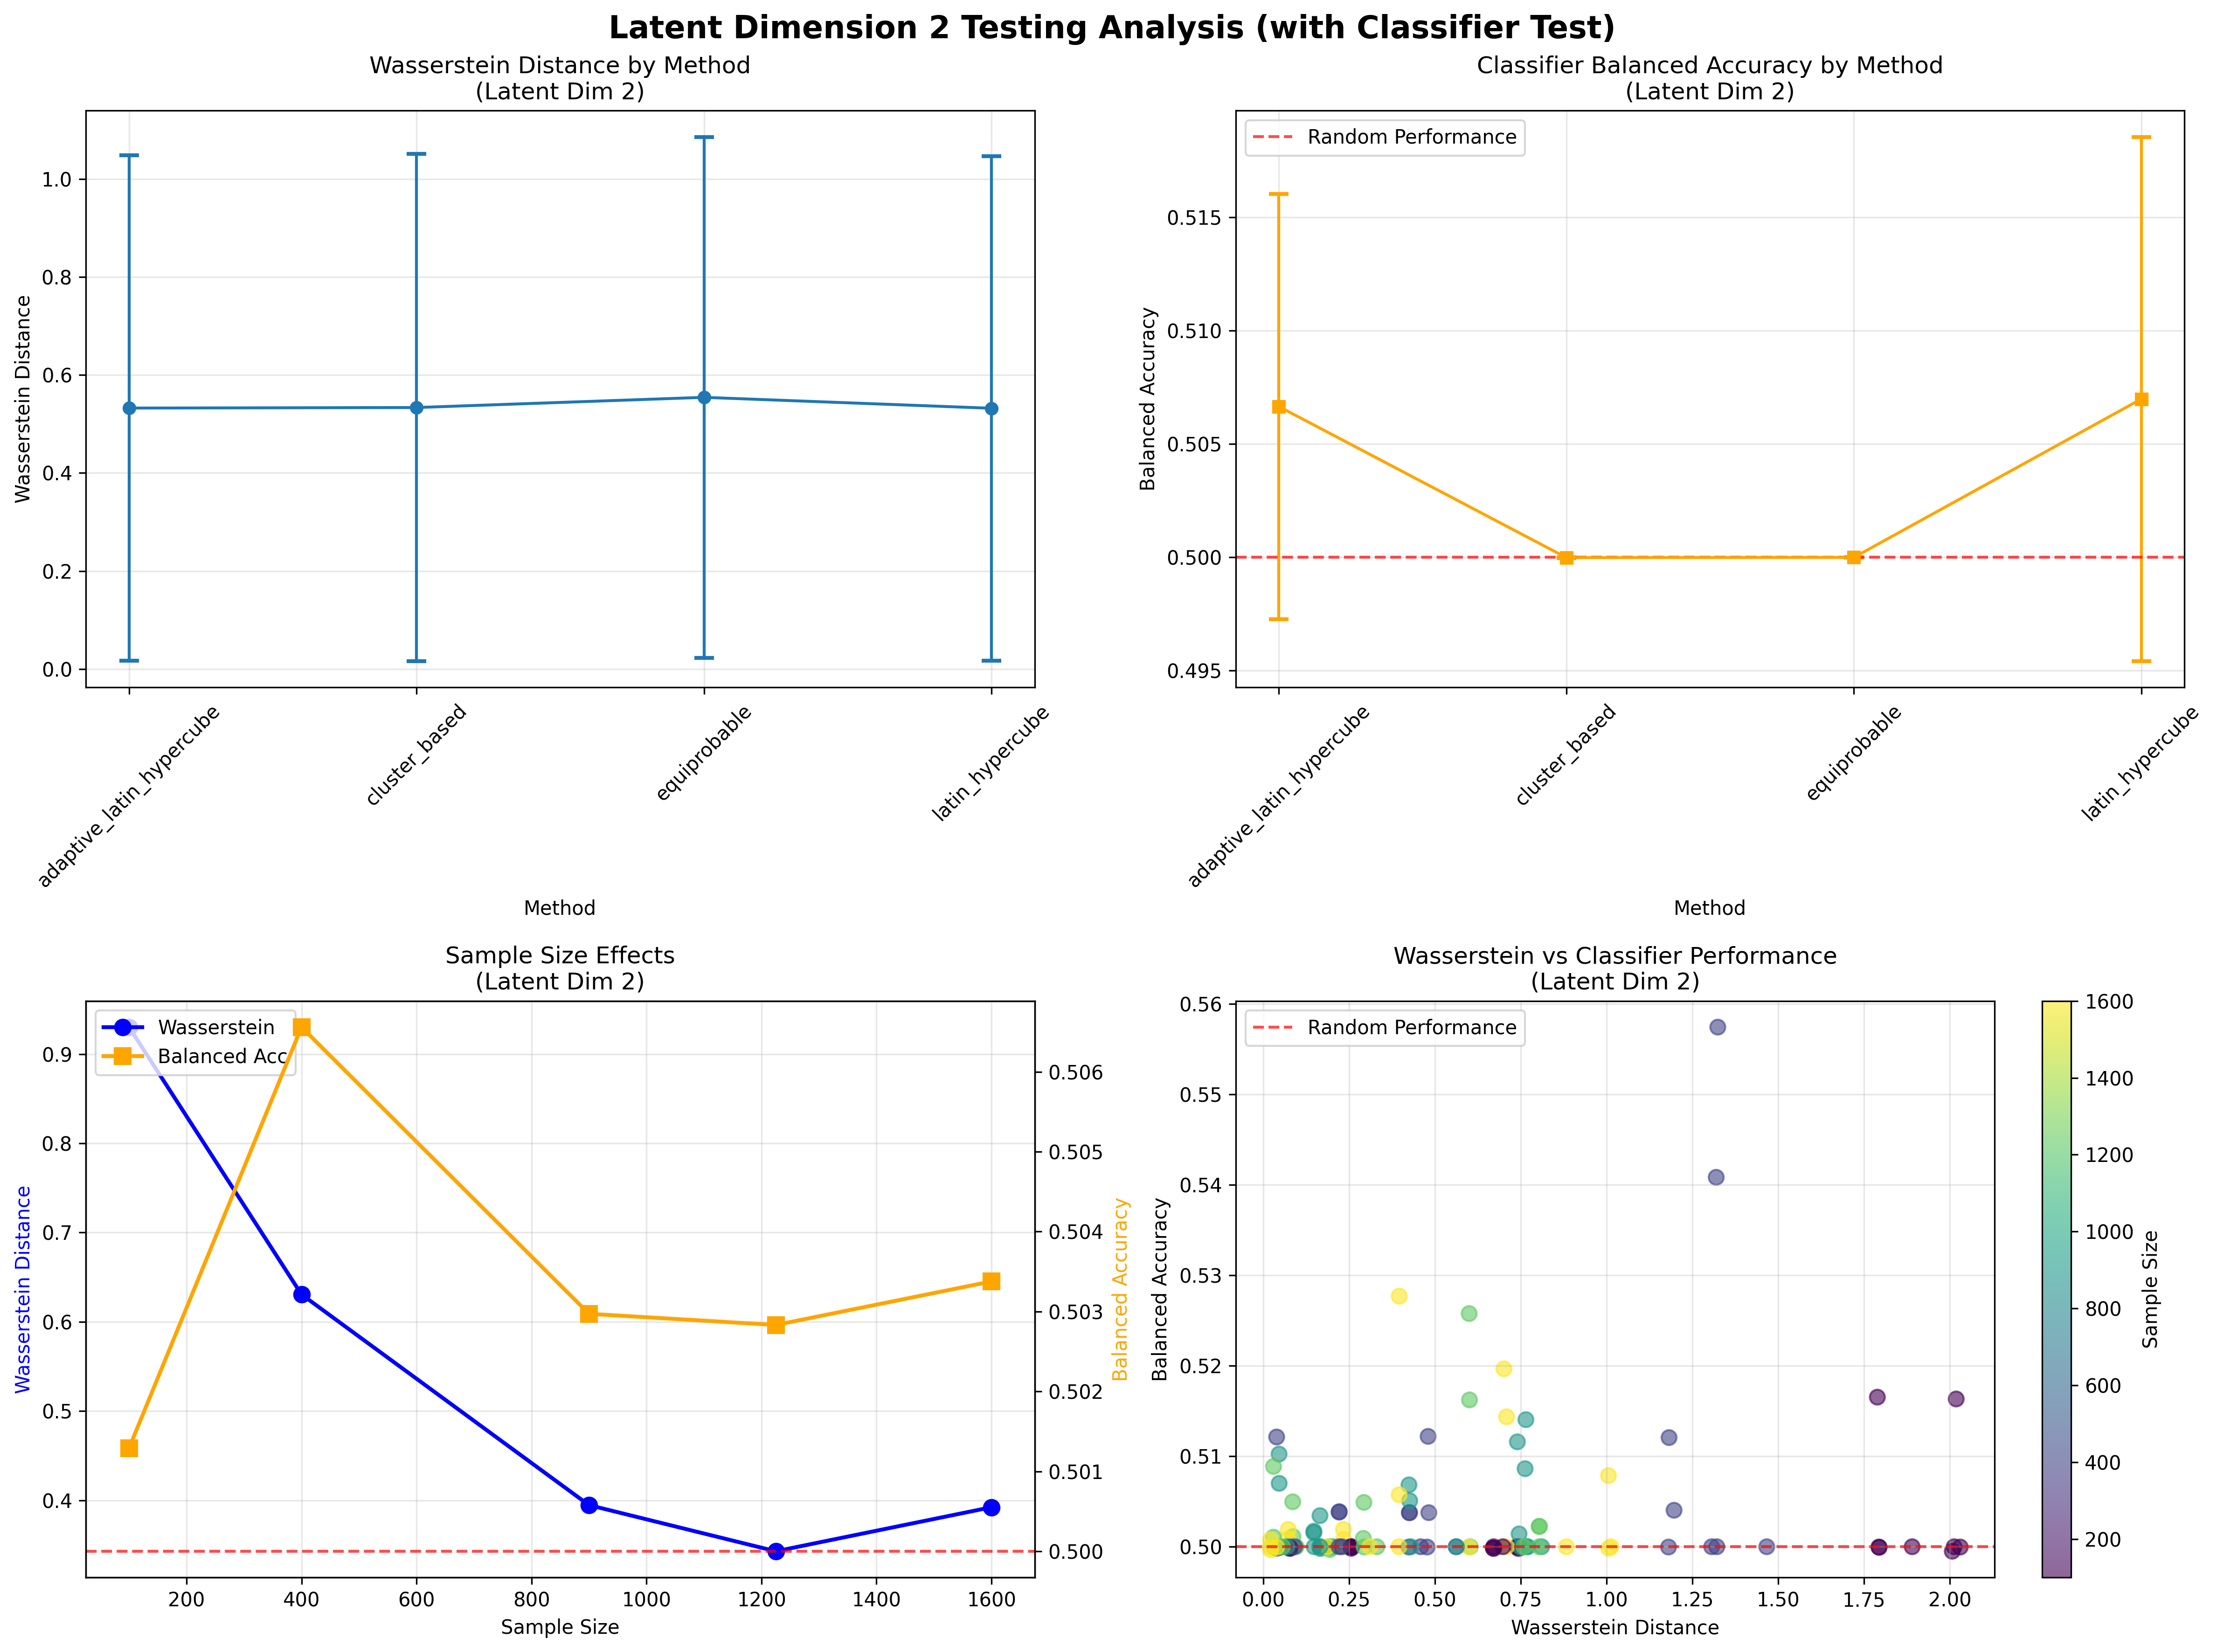 Latent Dimension 2 Testing Analysis (with Classifier Test)
Wasserstein Distance by Method
(Latent Dim 2)
Wasserstein Distance
1.0
0.8
0.6
0.4
0.2
0.0
adaptive_latin_hypercube
cluster_based
equiprobable
latin_hypercube
Method
Classifier Balanced Accuracy by Method
(Latent Dim 2)
Random Performance
Balanced Accuracy
0.515
0.510
0.505
0.500
0.495
adaptive_latin_hypercube
cluster_based
equiprobable
latin_hypercube
Method
Sample Size Effects
(Latent Dim 2)
Wasserstein
Balanced Acc
Wasserstein Distance
0.9
0.8
0.7
0.6
0.5
0.4
200
400
600
800
1000
1200
1400
1600
Sample Size
0.506
0.505
0.504
0.503
0.502
0.501
0.500
Balanced Accuracy
Wasserstein vs Classifier Performance
(Latent Dim 2)
Random Performance
Balanced Accuracy
0.56
0.55
0.54
0.53
0.52
0.51
0.50
0.00
0.25
0.50
0.75
1.00
1.25
1.50
1.75
2.00
Wasserstein Distance
1600
1400
1200
1000
800
600
400
200
Sample Size